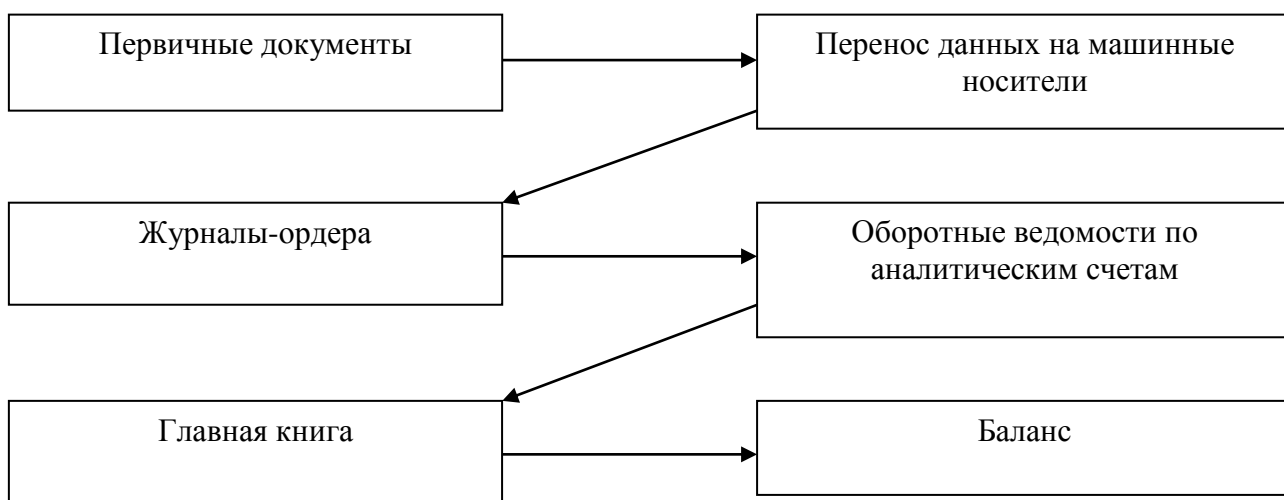 Первичные документы
Перенос данных на машинные
носители
Журналы-ордера
Оборотные ведомости по
аналитическим счетам
Главная книга
Баланс